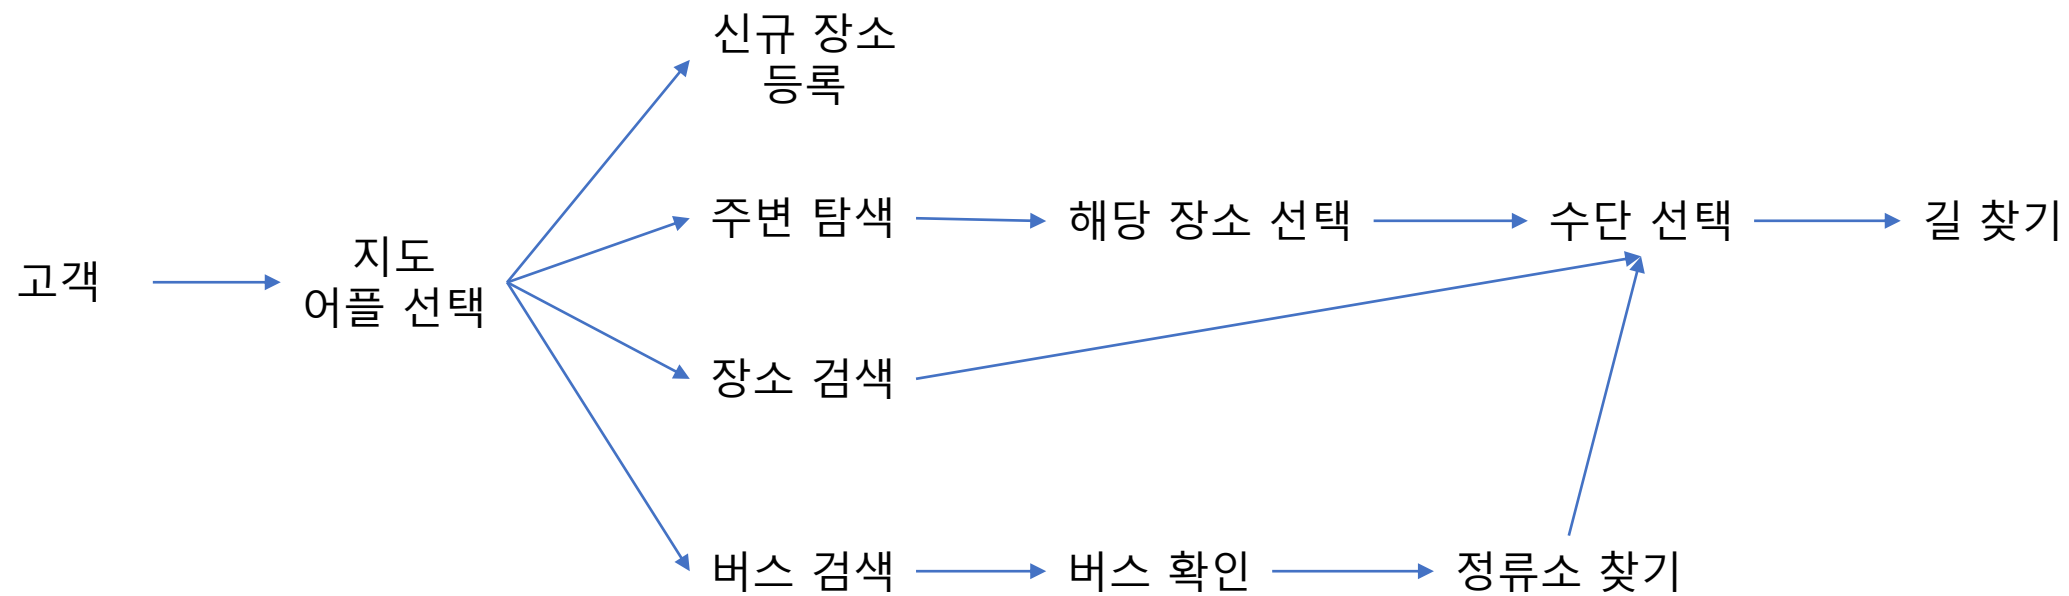 신규 장소
등록
주변 탐색
해당 장소 선택
수단 선택
길 찾기
고객
지도
어플 선택
장소 검색
버스 검색
버스 확인
정류소 찾기